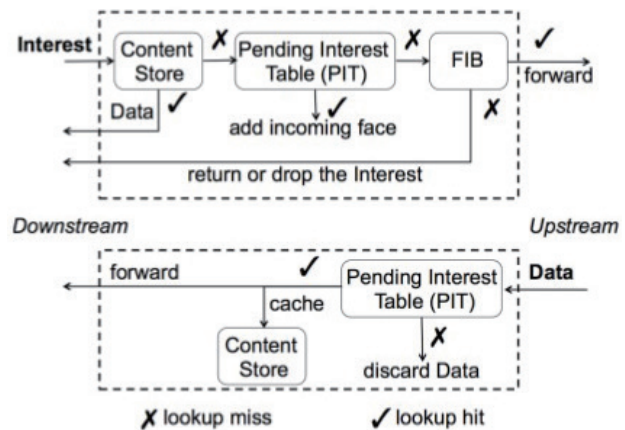 Interest
Content
Store
✗
Pending Interest
Table (PIT)
✗
FIB
✓
forward
Data
✓
✓
add incoming face
✗
return or drop the Interest
Downstream
Upstream
forward
✓
Pending Interest
Table (PIT)
Data
cache
Content
Store
✗
discard Data
✗ lookup miss
✓ lookup hit